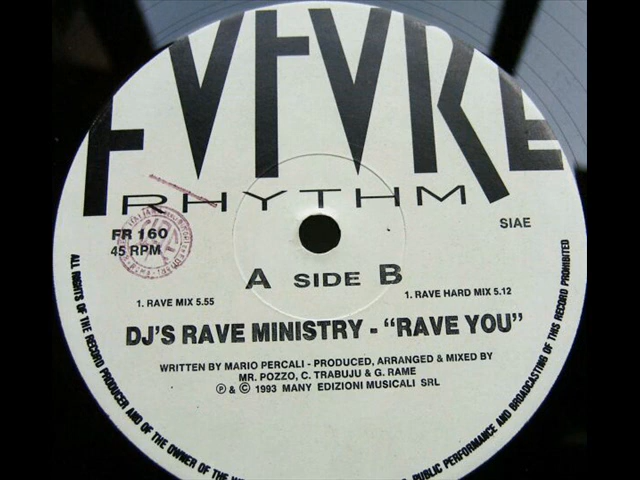 FVTVRE
RHYTHM
SIAE
FR 160
45 RPM
A SIDE B
1. RAVE MIX 5.55
1. RAVE HARD MIX 5.12
DJ'S RAVE MINISTRY - "RAVE YOU"
WRITTEN BY MARIO PERCALI - PRODUCED, ARRANGED & MIXED BY
MR. POZZO, C. TRABUJU & G. RAME
℗ & © 1993 MANY EDIZIONI MUSICALI SRL
ALL RIGHTS OF THE RECORD PRODUCER AND OF THE OWNER OF THE
PUBLIC PERFORMANCE AND BROADCASTING OF THIS RECORD PROHIBITED